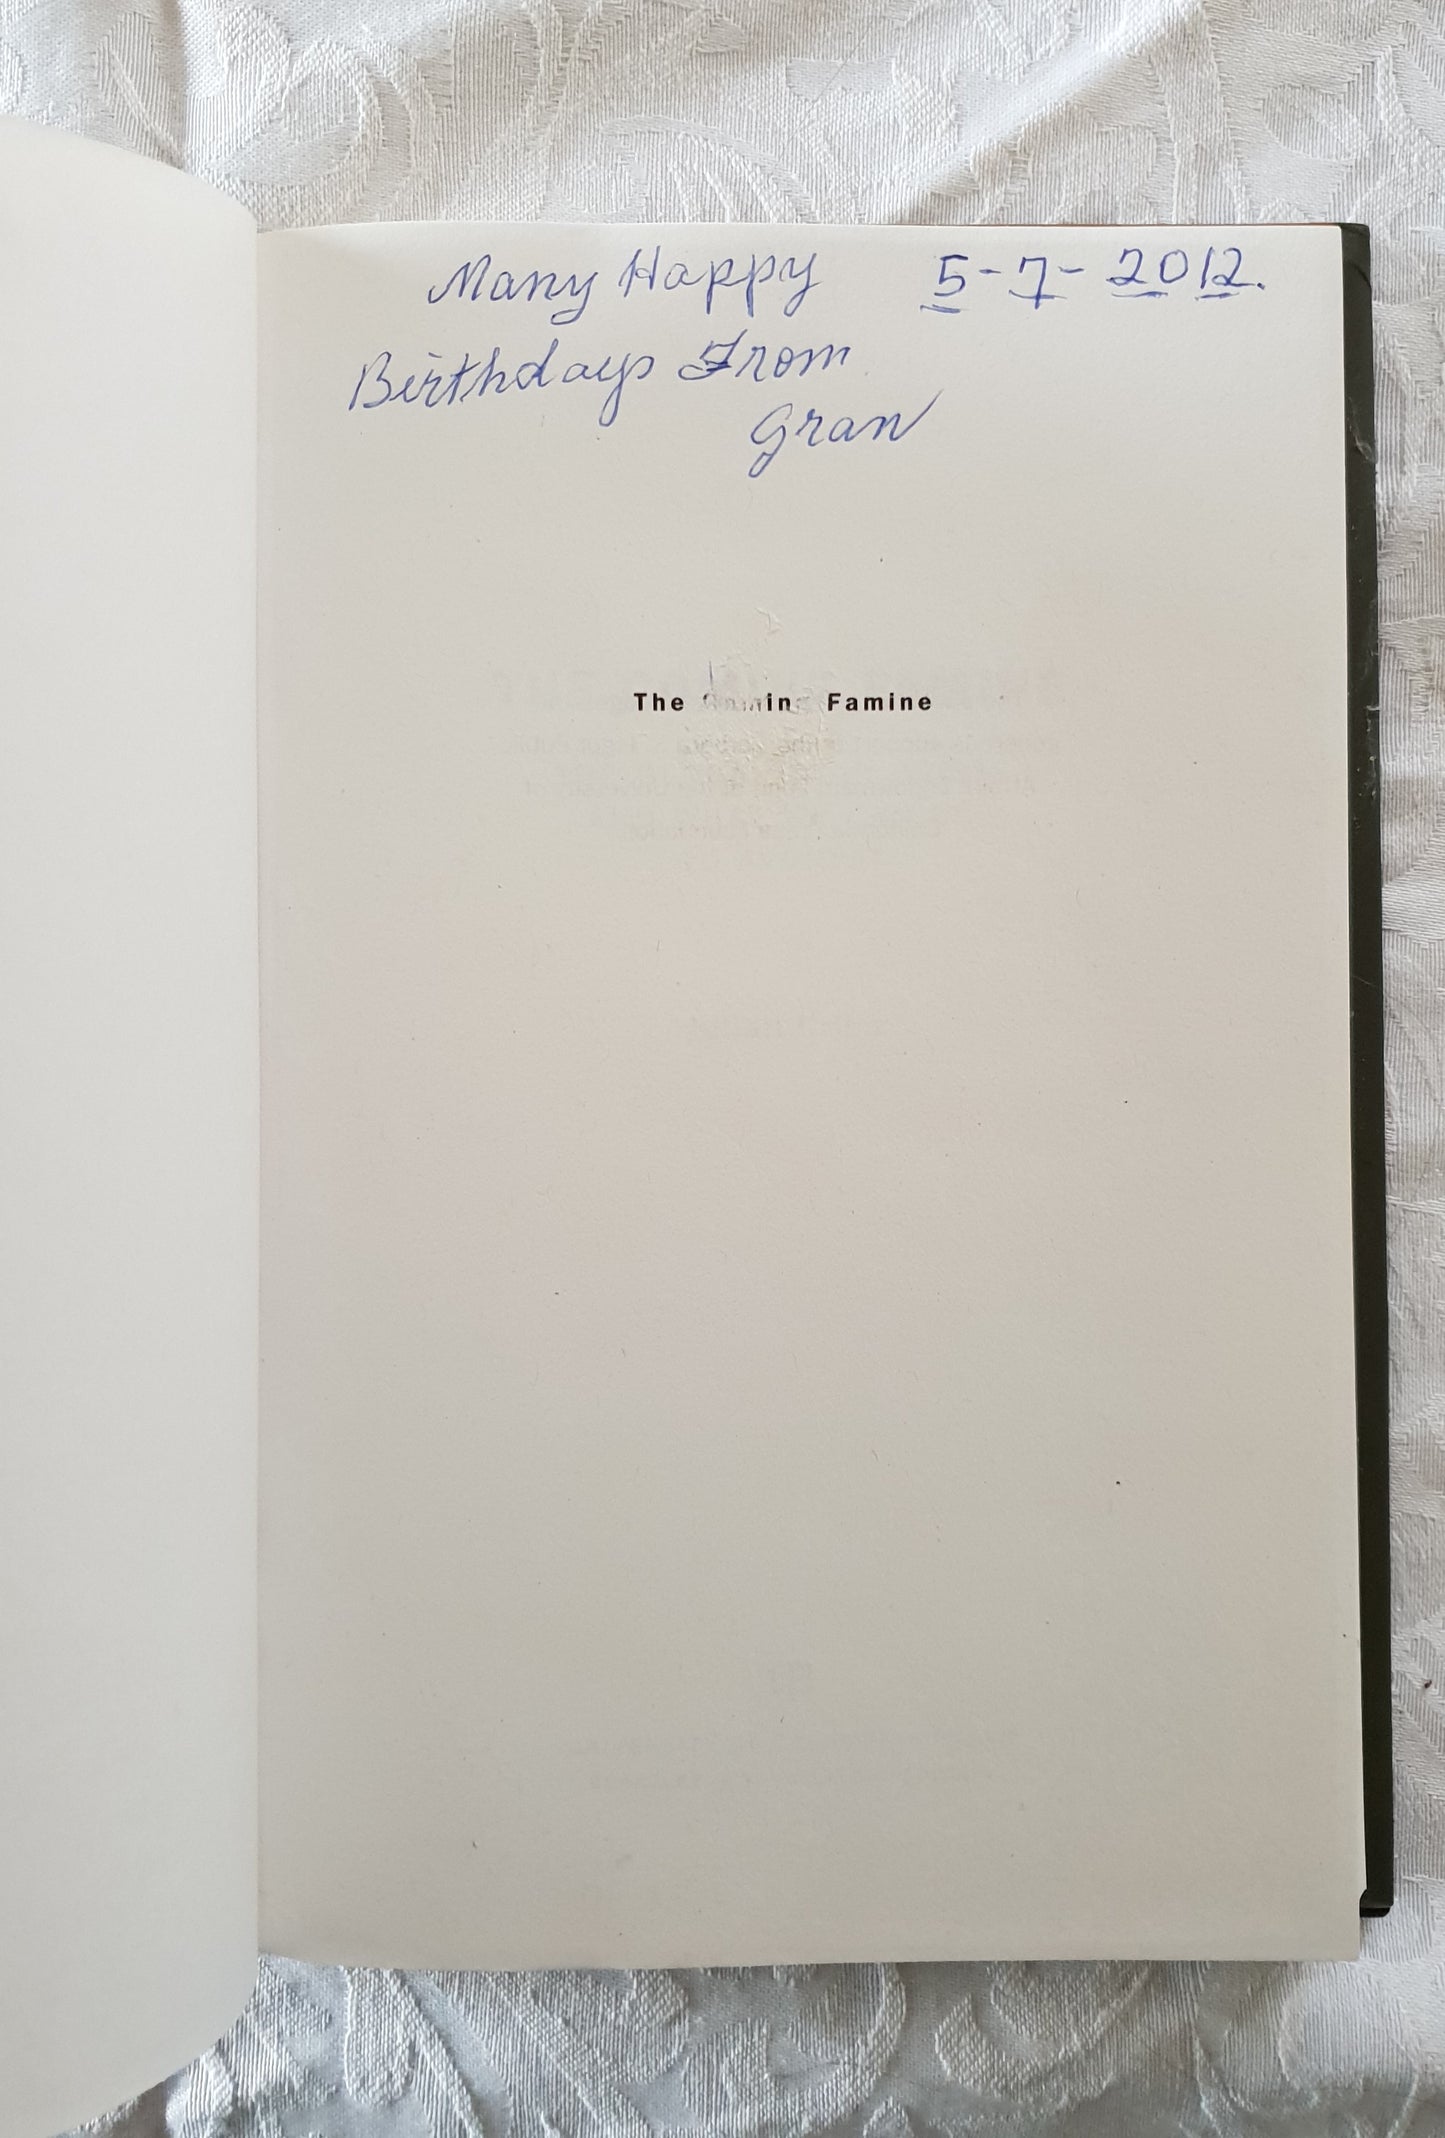 Many Happy 5-7-2012.
Birthdays From
Gran
The Famine